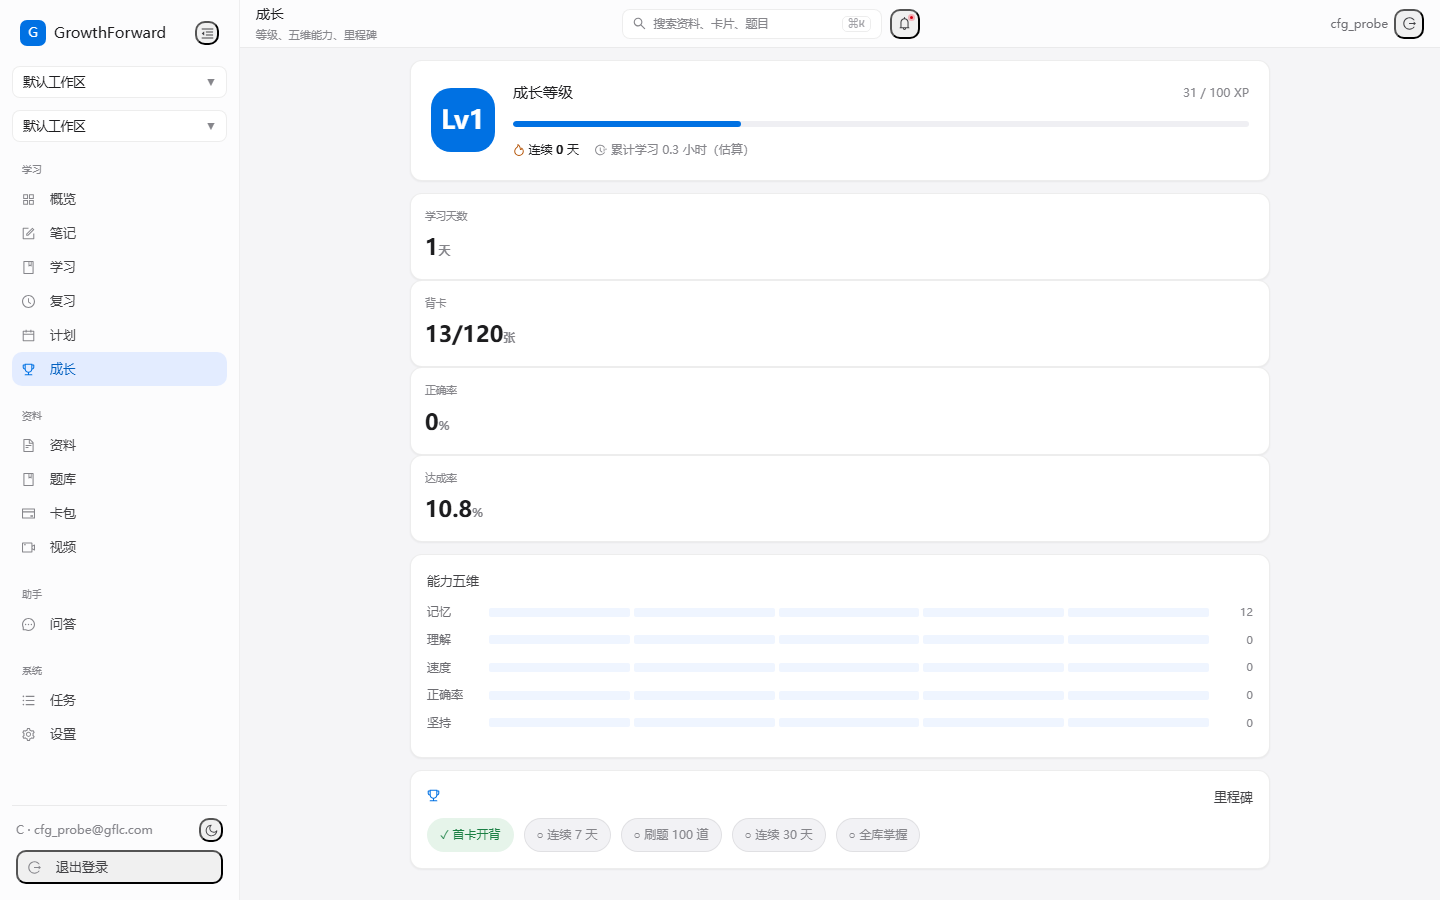 G GrowthForward
默认工作区 ▼
默认工作区 ▼
学习
概览
笔记
学习
复习
计划
成长
资料
资料
题库
卡包
视频
助手
问答
系统
任务
设置
C · cfg_probe@gflc.com
退出登录
成长
等级、五维能力、里程碑
搜索资料、卡片、题目 ⌘K
cfg_probe
Lv1
成长等级 31 / 100 XP
连续 0 天 累计学习 0.3 小时（估算）
学习天数
1天
背卡
13/120张
正确率
0%
达成率
10.8%
能力五维
记忆 12
理解 0
速度 0
正确率 0
坚持 0
里程碑
✓ 首卡开背 ○ 连续 7 天 ○ 刷题 100 道 ○ 连续 30 天 ○ 全库掌握